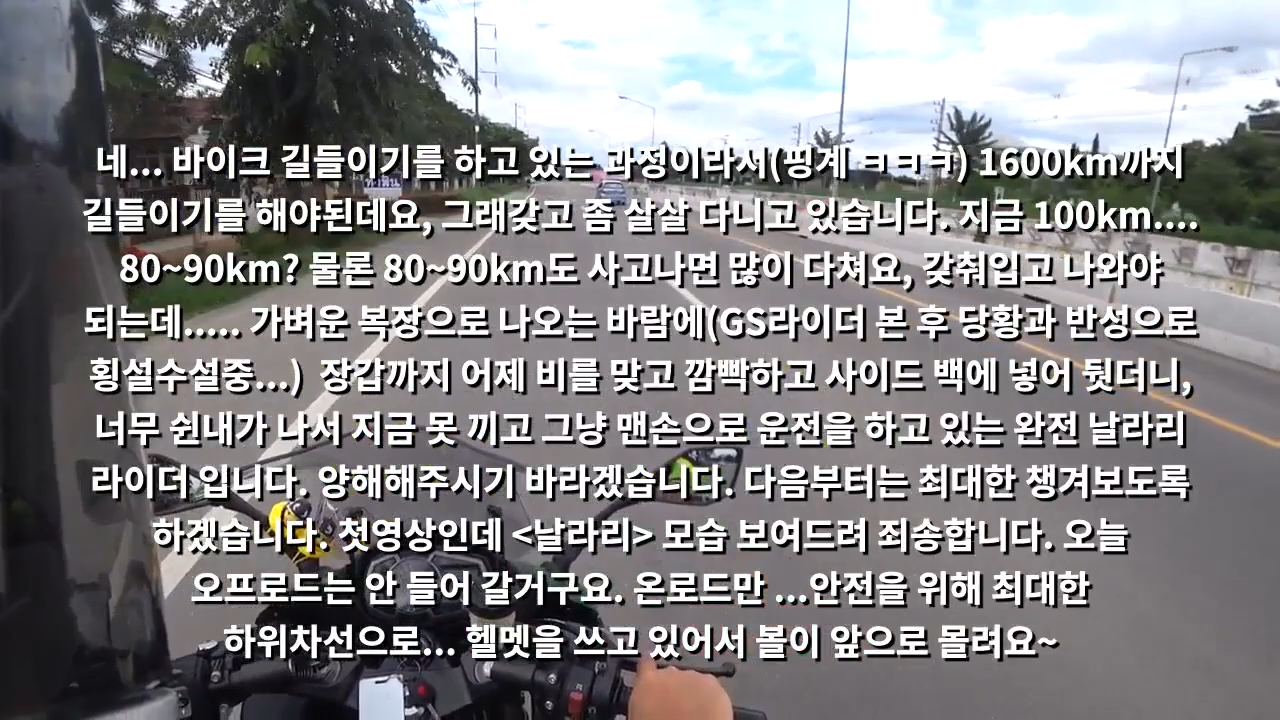 네... 바이크 길들이기를 하고 있는 과정이라서(핑계 ㅋㅋㅋ) 1600km까지
길들이기를 해야된데요, 그래갖고 좀 살살 다니고 있습니다. 지금 100km....
80~90km? 물론 80~90km도 사고나면 많이 다쳐요, 갖춰입고 나와야
되는데..... 가벼운 복장으로 나오는 바람에(GS라이더 본 후 당황과 반성으로
횡설수설중...) 장갑까지 어제 비를 맞고 깜빡하고 사이드 백에 넣어 뒀더니,
너무 쉰내가 나서 지금 못 끼고 그냥 맨손으로 운전을 하고 있는 완전 날라리
라이더 입니다. 양해해주시기 바라겠습니다. 다음부터는 최대한 챙겨보도록
하겠습니다. 첫영상인데 <날라리> 모습 보여드려 죄송합니다. 오늘
오프로드는 안 들어 갈거구요. 온로드만 ...안전을 위해 최대한
하위차선으로... 헬멧을 쓰고 있어서 볼이 앞으로 몰려요~